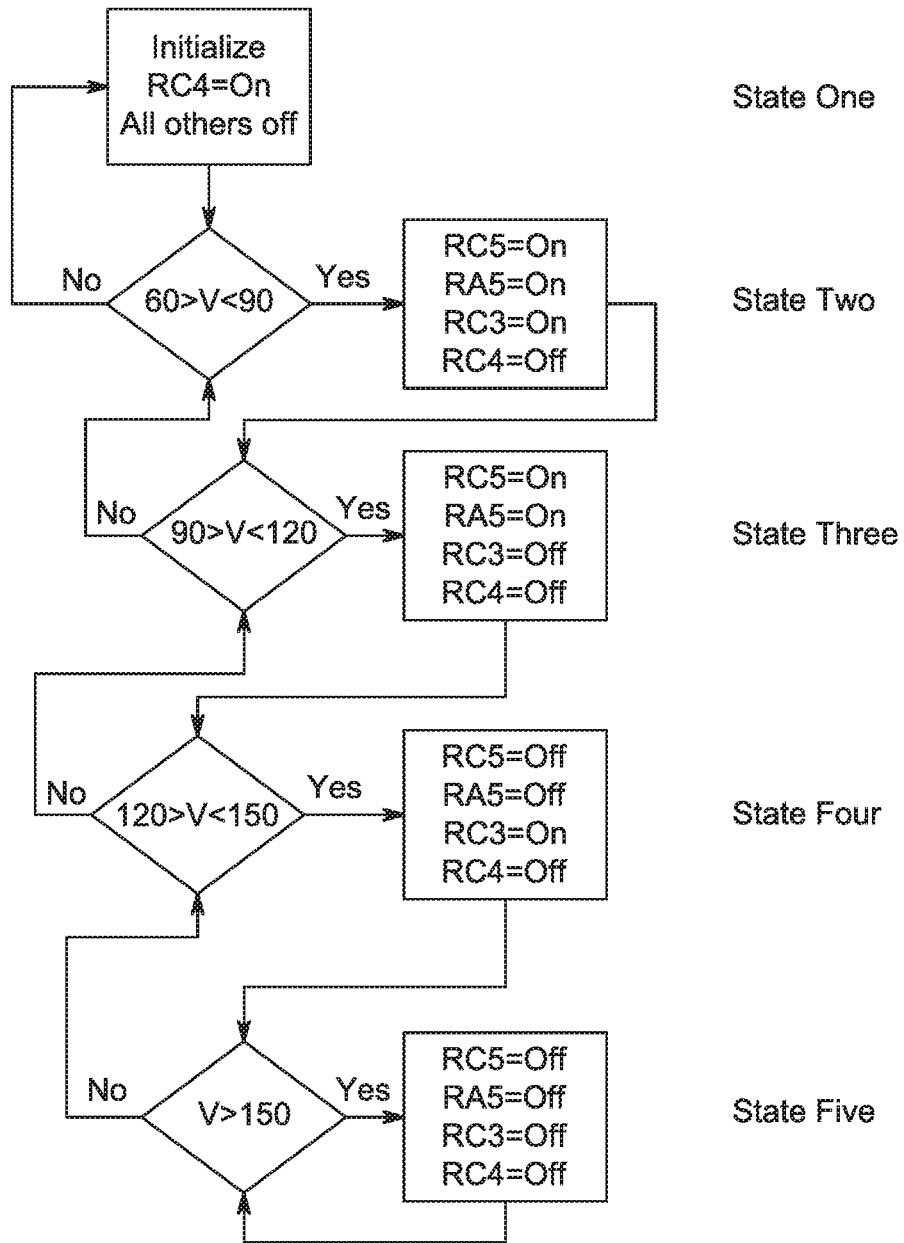 Initialize
RC4=On
All others off
State One
No
60>V<90
Yes
RC5=On
RA5=On
RC3=On
RC4=Off
State Two
No
90>V<120
Yes
RC5=On
RA5=On
RC3=Off
RC4=Off
State Three
No
120>V<150
Yes
RC5=Off
RA5=Off
RC3=On
RC4=Off
State Four
No
V>150
Yes
RC5=Off
RA5=Off
RC3=Off
RC4=Off
State Five